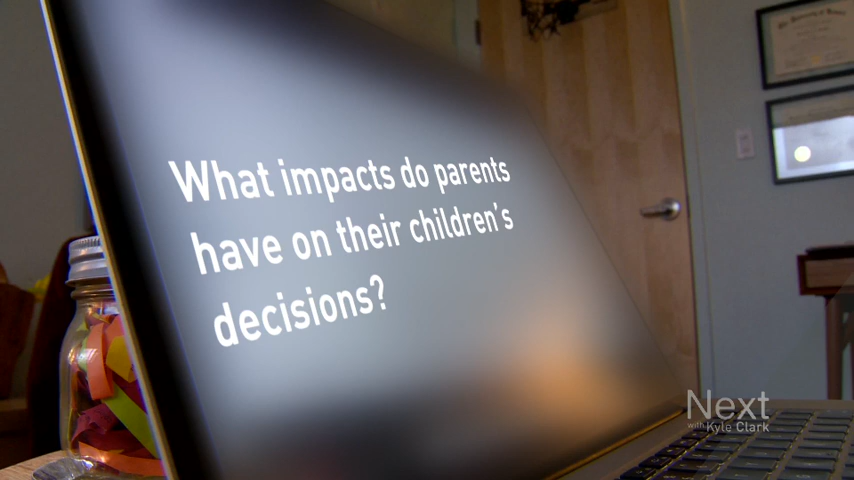 What impacts do parents
have on their children's
decisions?
Next
with Kyle Clark